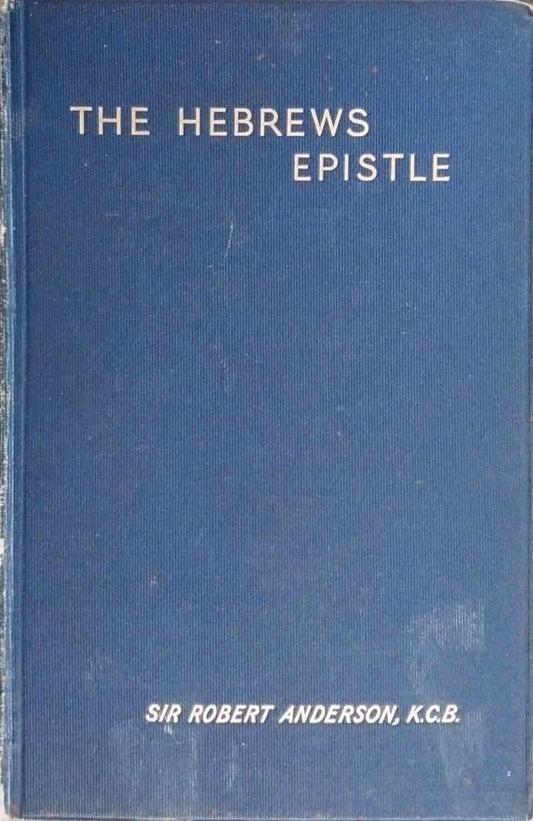 THE HEBREWS
EPISTLE
SIR ROBERT ANDERSON, K.C.B.